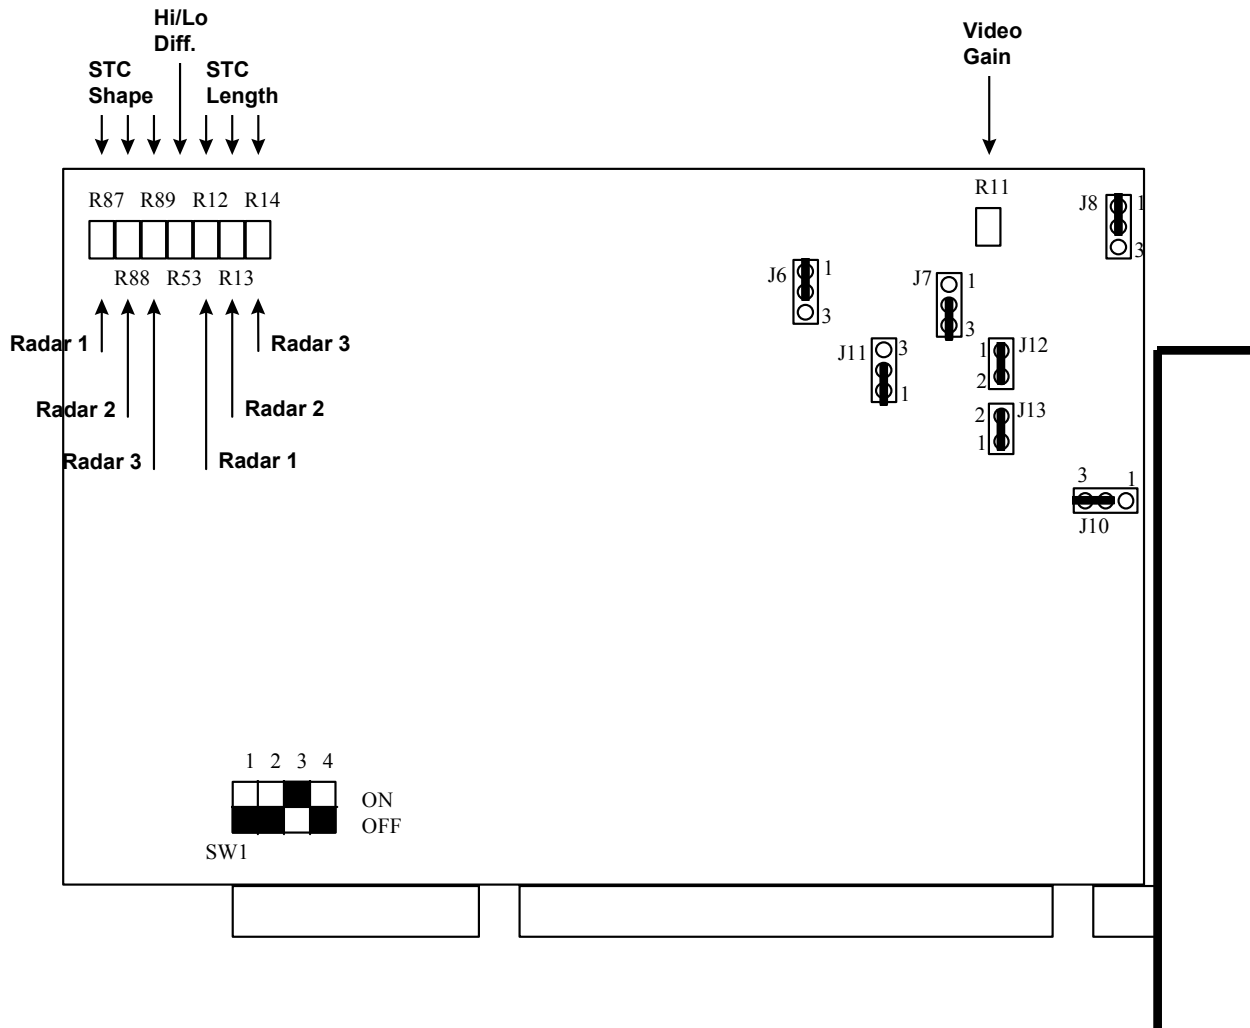 Hi/Lo
Diff.
Video
Gain
STC
Shape
STC
Length
R87 R89 R12 R14
R88 R53 R13
R11
J8 1
3
J6 1
3
J7 1
3
J11 3
1
1 J12
2
2 J13
1
3 1
J10
Radar 1
Radar 3
Radar 2
Radar 2
Radar 3
Radar 1
1 2 3 4
ON
OFF
SW1